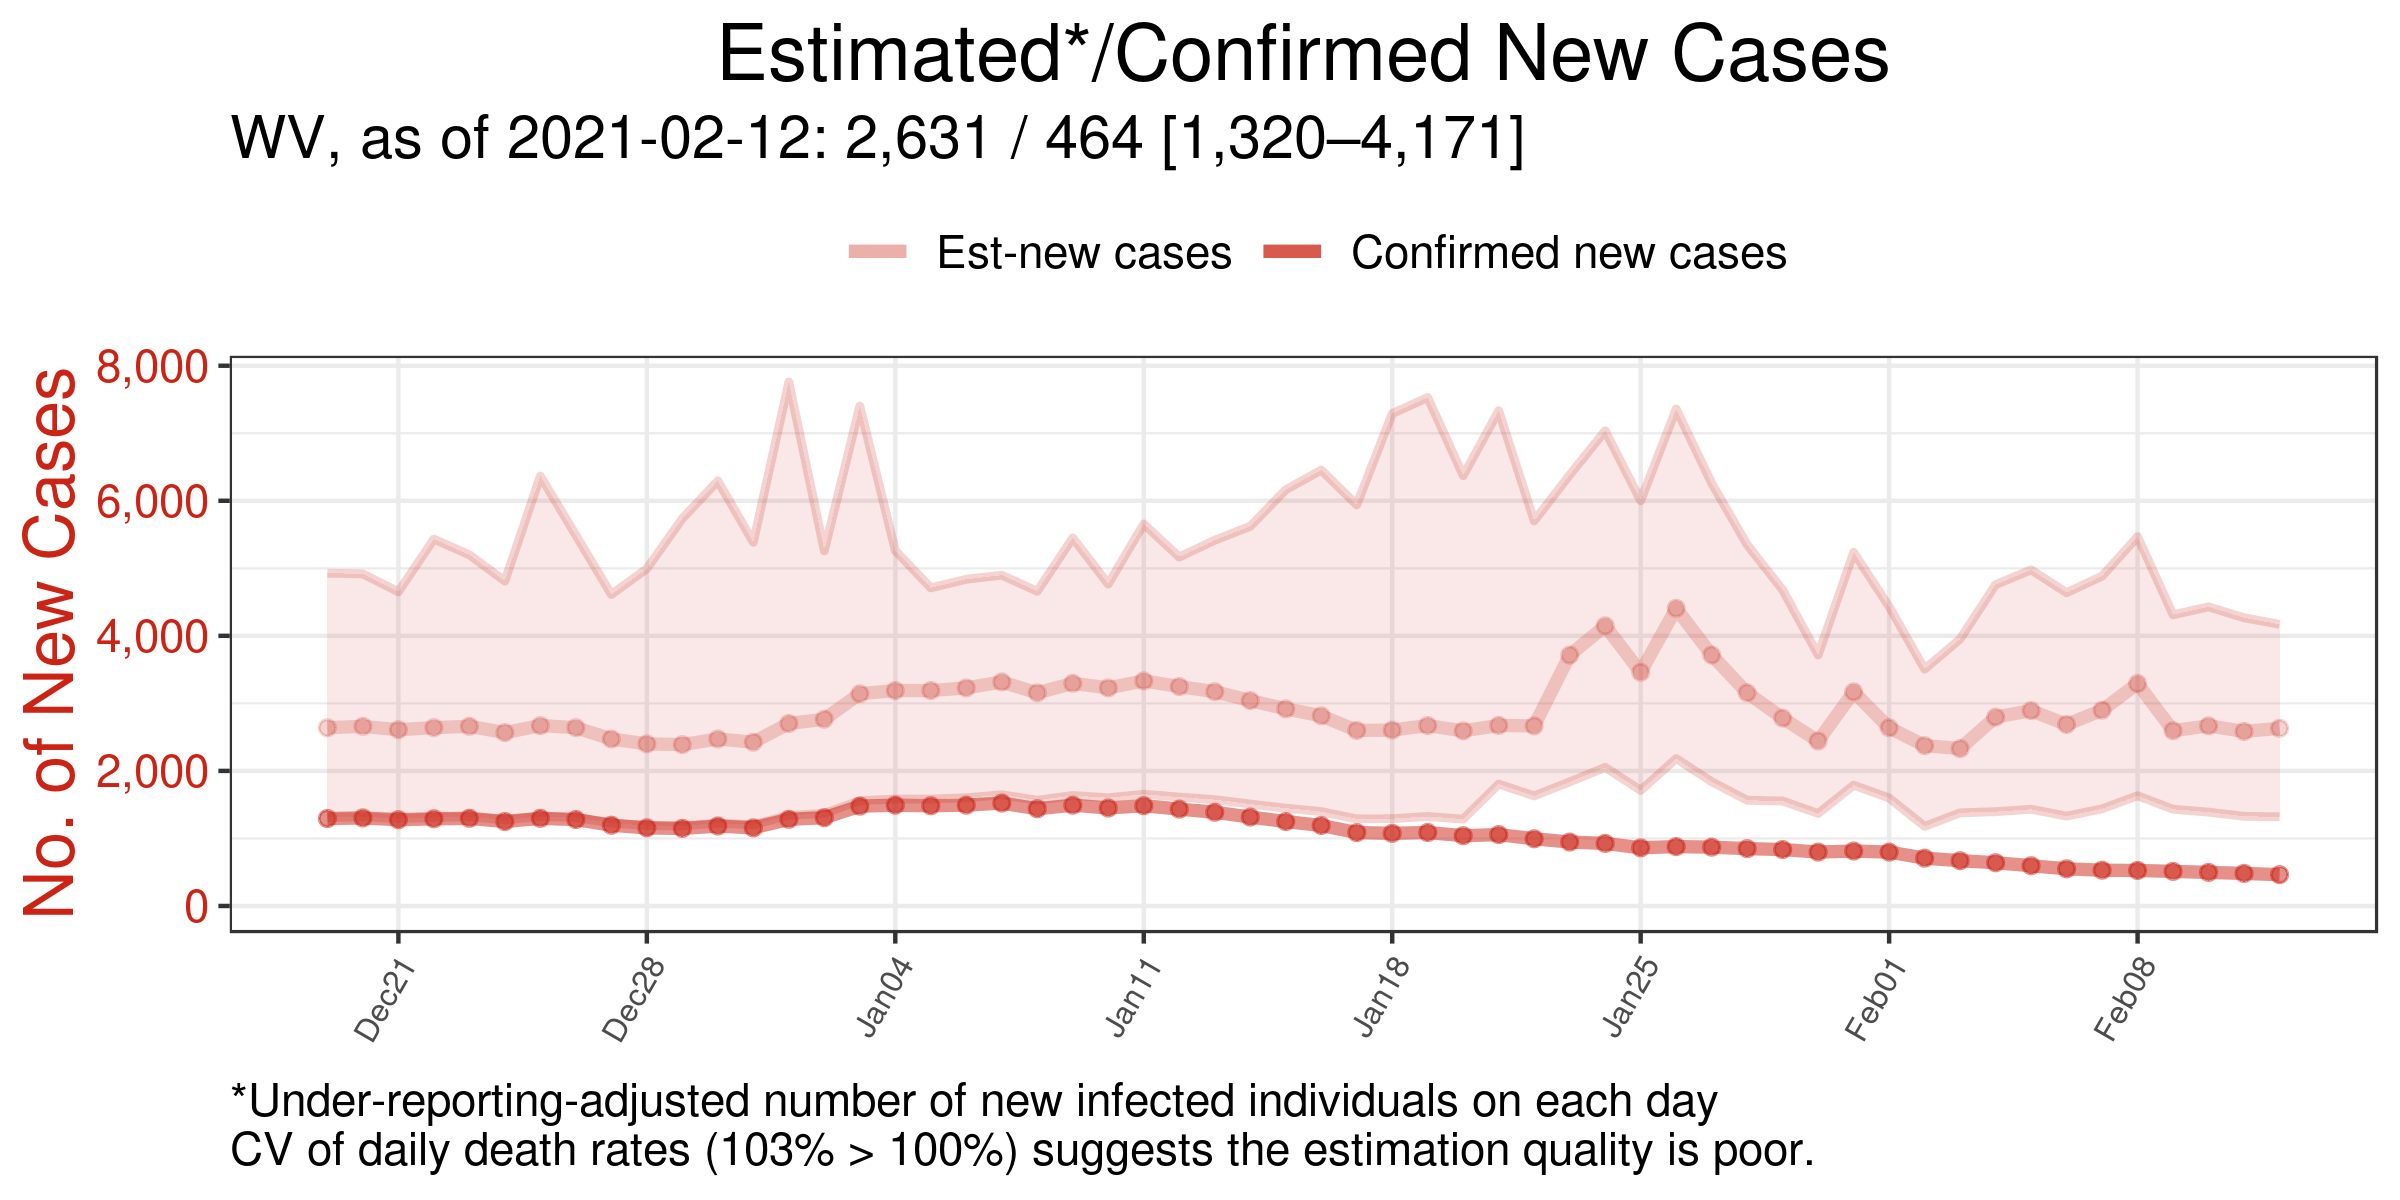 Estimated*/Confirmed New Cases
WV, as of 2021-02-12: 2,631 / 464 [1,320–4,171]
Est-new cases
Confirmed new cases
No. of New Cases
8,000
6,000
4,000
2,000
0
Dec21
Dec28
Jan04
Jan11
Jan18
Jan25
Feb01
Feb08
*Under-reporting-adjusted number of new infected individuals on each day
CV of daily death rates (103% > 100%) suggests the estimation quality is poor.